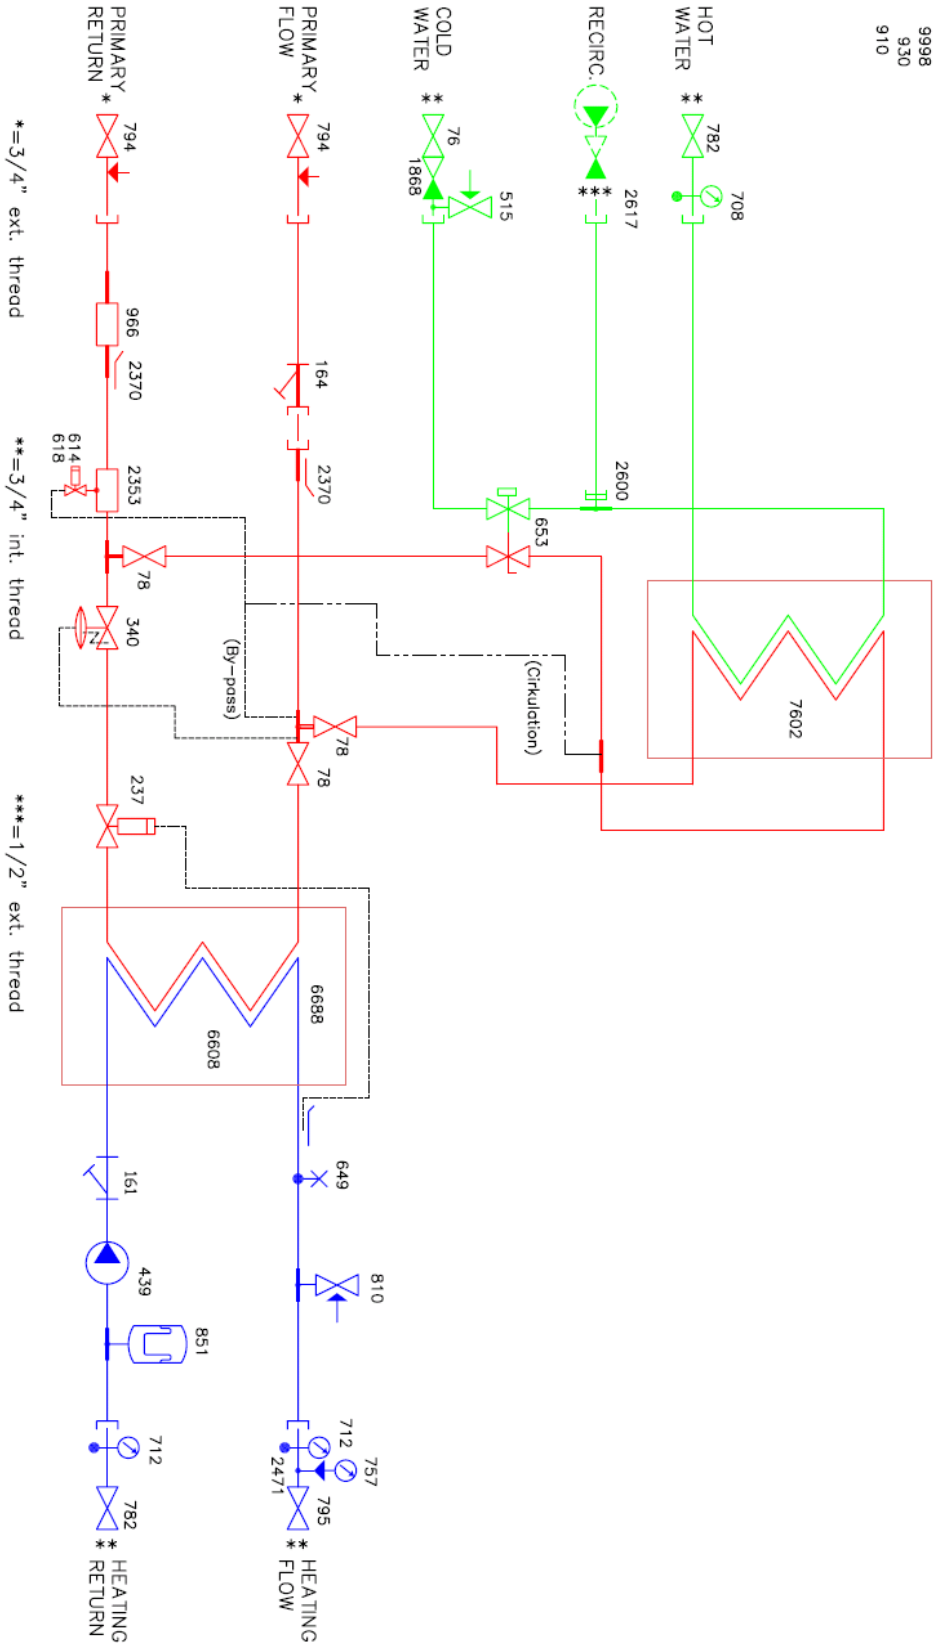 9998
930
910
HOT
WATER
**
782
708
RECIRC.
***
2617
COLD
WATER
**
76
1868
515
PRIMARY
FLOW
*
794
PRIMARY
RETURN
*
794
966
2370
164
2370
614
618
2353
78
340
2600
653
(By-pass)
(Cirkulation)
78
78
7602
237
6688
6608
161
649
439
810
851
712
782
712
757
2471
795
**
HEATING
FLOW
**
HEATING
RETURN
*=3/4" ext. thread
**=3/4" int. thread
***=1/2" ext. thread